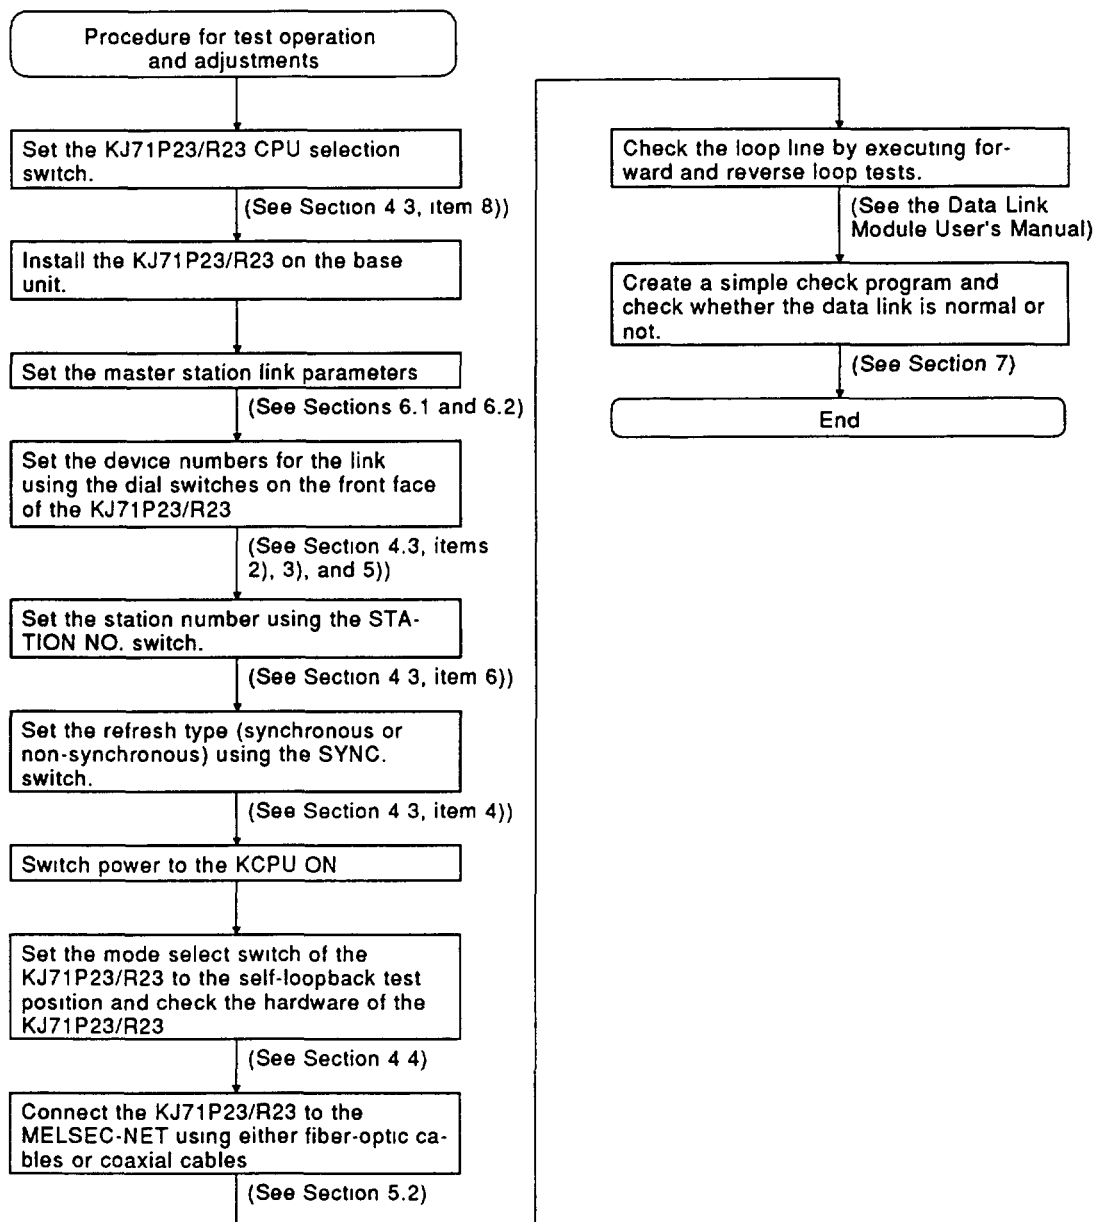 Procedure for test operation
and adjustments
Set the KJ71P23/R23 CPU selection
switch.
(See Section 4 3, item 8))
Install the KJ71P23/R23 on the base
unit.
Set the master station link parameters
(See Sections 6.1 and 6.2)
Set the device numbers for the link
using the dial switches on the front face
of the KJ71P23/R23
(See Section 4.3, items
2), 3), and 5))
Set the station number using the STA-
TION NO. switch.
(See Section 4 3, item 6))
Set the refresh type (synchronous or
non-synchronous) using the SYNC.
switch.
(See Section 4 3, item 4))
Switch power to the KCPU ON
Set the mode select switch of the
KJ71P23/R23 to the self-loopback test
position and check the hardware of the
KJ71P23/R23
(See Section 4 4)
Connect the KJ71P23/R23 to the
MELSEC-NET using either fiber-optic ca-
bles or coaxial cables
(See Section 5.2)
Check the loop line by executing for-
ward and reverse loop tests.
(See the Data Link
Module User's Manual)
Create a simple check program and
check whether the data link is normal or
not.
(See Section 7)
End